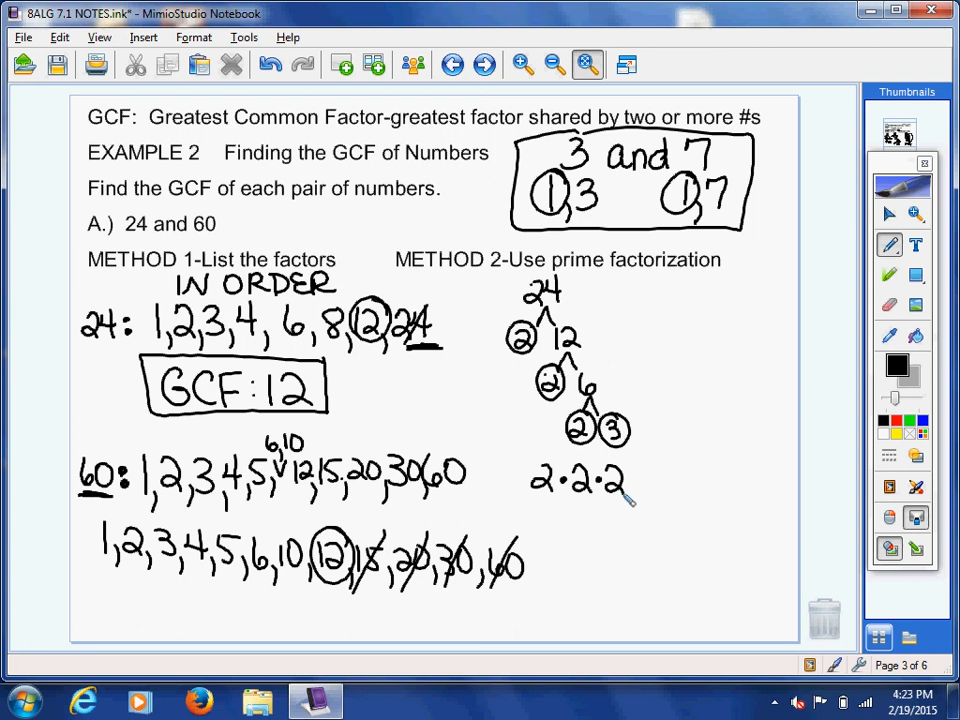 8ALG 7.1 NOTES.ink* - MimioStudio Notebook
File Edit View Insert Format Tools Help
Thumbnails
GCF: Greatest Common Factor-greatest factor shared by two or more #s
EXAMPLE 2 Finding the GCF of Numbers
3 and 7
Find the GCF of each pair of numbers.
1,3 1,7
A.) 24 and 60
METHOD 1-List the factors METHOD 2-Use prime factorization
IN ORDER
24
24: 1,2,3,4, 6,8,12,24
2 12
GCF:12
2 6
2 3
6,10
60: 1,2,3,4,5, 12,15,20,30,60
2·2·2
1,2,3,4,5,6,10,12,15,20,30,60
Page 3 of 6
4:23 PM
2/19/2015